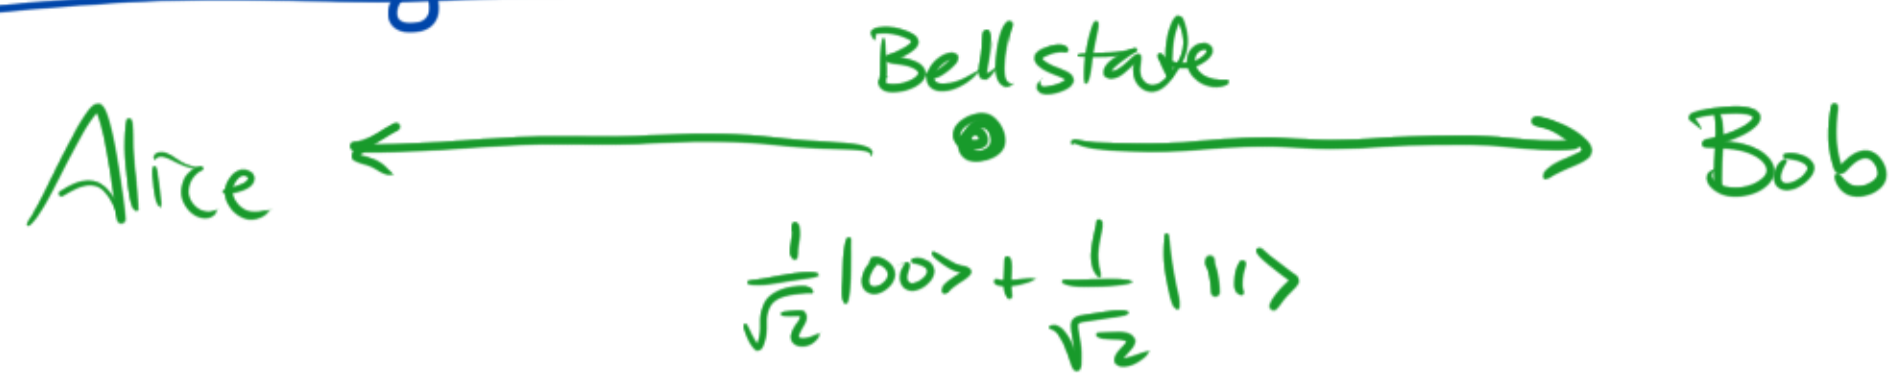 Bell state
Alice ← → Bob
1/√2 |00> + 1/√2 |11>